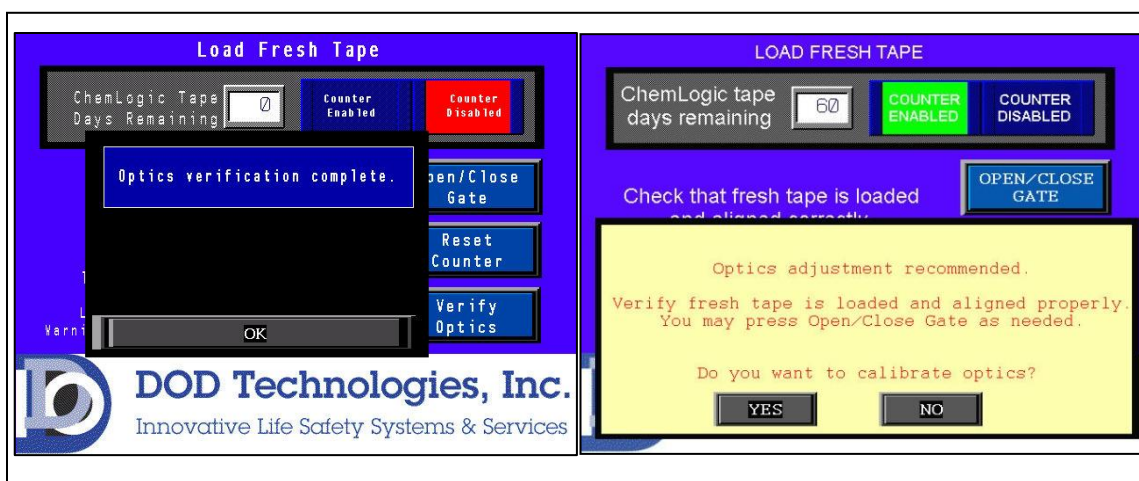 Load Fresh Tape
ChemLogic Tape
Days Remaining
0
Counter
Enabled
Counter
Disabled
Optics verification complete.
Open/Close
Gate
Reset
Counter
Verify
Optics
OK
DOD Technologies, Inc.
Innovative Life Safety Systems & Services
LOAD FRESH TAPE
ChemLogic tape
days remaining
60
COUNTER
ENABLED
COUNTER
DISABLED
Check that fresh tape is loaded
and aligned correctly
OPEN/CLOSE
GATE
Optics adjustment recommended.
Verify fresh tape is loaded and aligned properly.
You may press Open/Close Gate as needed.
Do you want to calibrate optics?
YES
NO